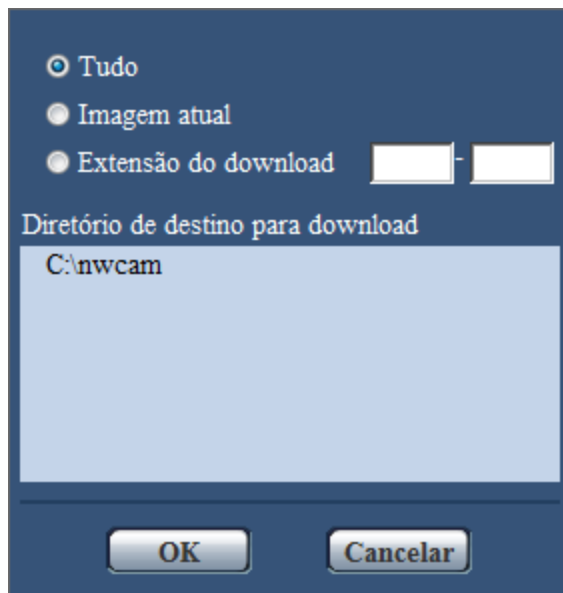 Tudo
Imagem atual
Extensão do download -
Diretório de destino para download
C:\nwcam
OK Cancelar